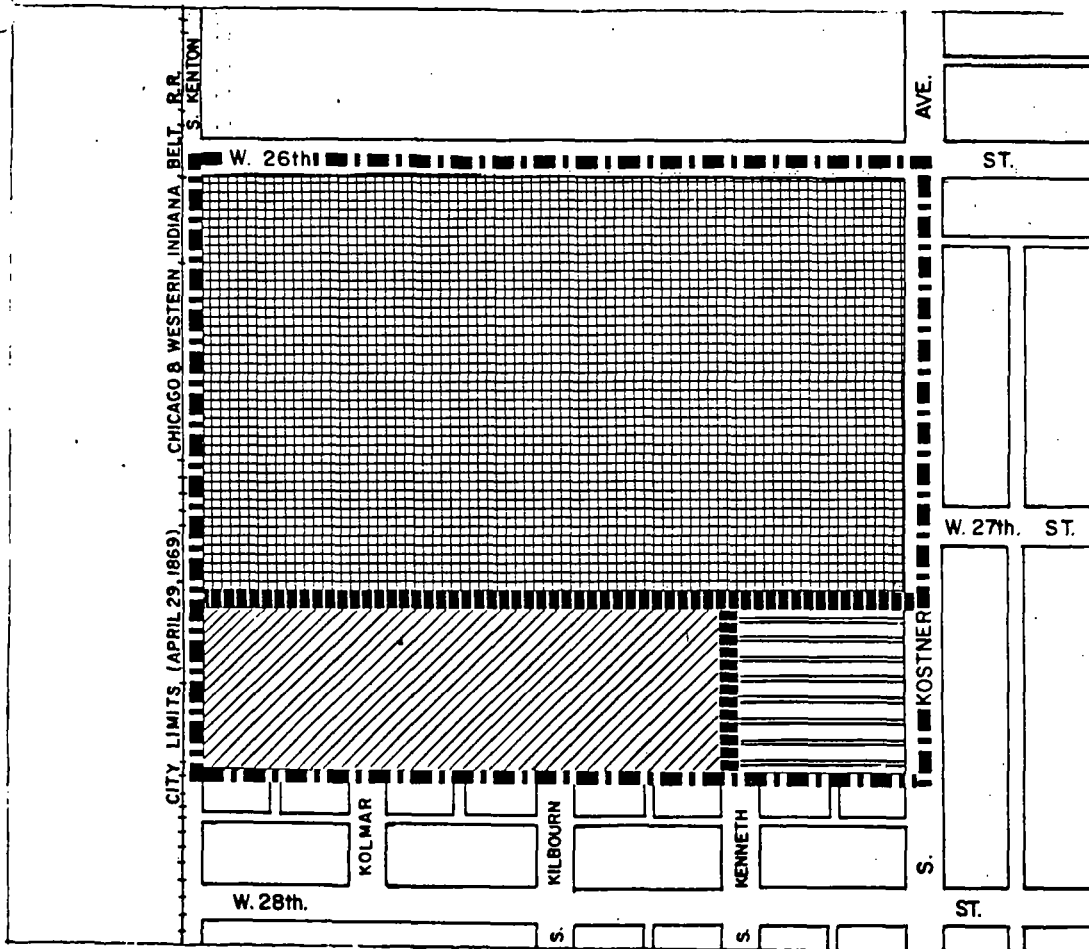 S. KENTON
AVE.
W. 26th
ST.
CITY LIMITS, (APRIL 29, 1869), CHICAGO & WESTERN, INDIANA, BELT, R.R.
W. 27th. ST.
KOSTNER
KOLMAR
KILBOURN
KENNETH
S.
W. 28th.
ST.
S.
S.